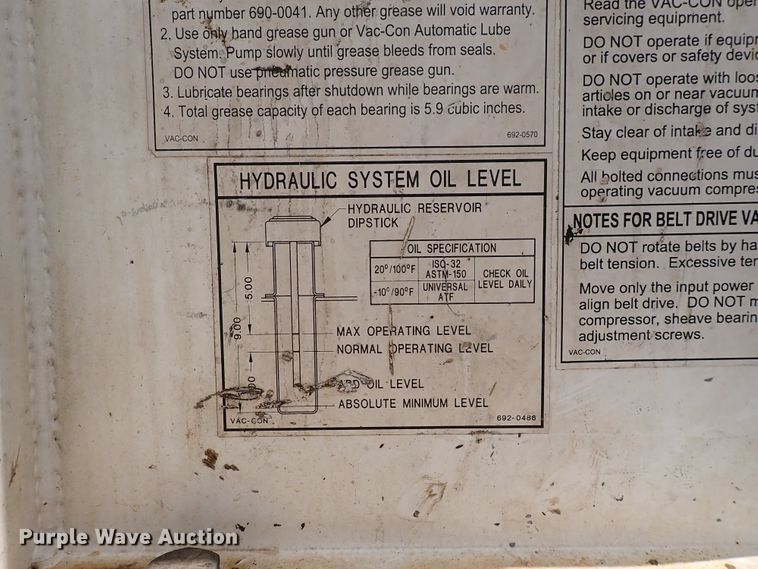 part number 690-0041. Any other grease will void warranty.
2. Use only hand grease gun or Vac-Con Automatic Lube
System. Pump slowly until grease bleeds from seals.
DO NOT use pneumatic pressure grease gun.
3. Lubricate bearings after shutdown while bearings are warm.
4. Total grease capacity of each bearing is 5.9 cubic inches.
VAC-CON 692-0570
HYDRAULIC SYSTEM OIL LEVEL
HYDRAULIC RESERVOIR
DIPSTICK
OIL SPECIFICATION
20°/100°F ISO-32 ASTM-150
-10°/90°F UNIVERSAL ATF
CHECK OIL
LEVEL DAILY
5.00
9.00
MAX OPERATING LEVEL
NORMAL OPERATING LEVEL
OIL LEVEL
ABSOLUTE MINIMUM LEVEL
VAC-CON 692-0486
Read the VAC-CON oper
servicing equipment.
DO NOT operate if equip
or if covers or safety devic
DO NOT operate with loos
articles on or near vacuum
intake or discharge of syst
Stay clear of intake and di
Keep equipment free of du
All bolted connections mus
operating vacuum compres
NOTES FOR BELT DRIVE VA
DO NOT rotate belts by ha
belt tension. Excessive ten
Move only the input power
align belt drive. DO NOT m
compressor, sheave bearin
adjustment screws.
VAC-CON
Purple Wave Auction